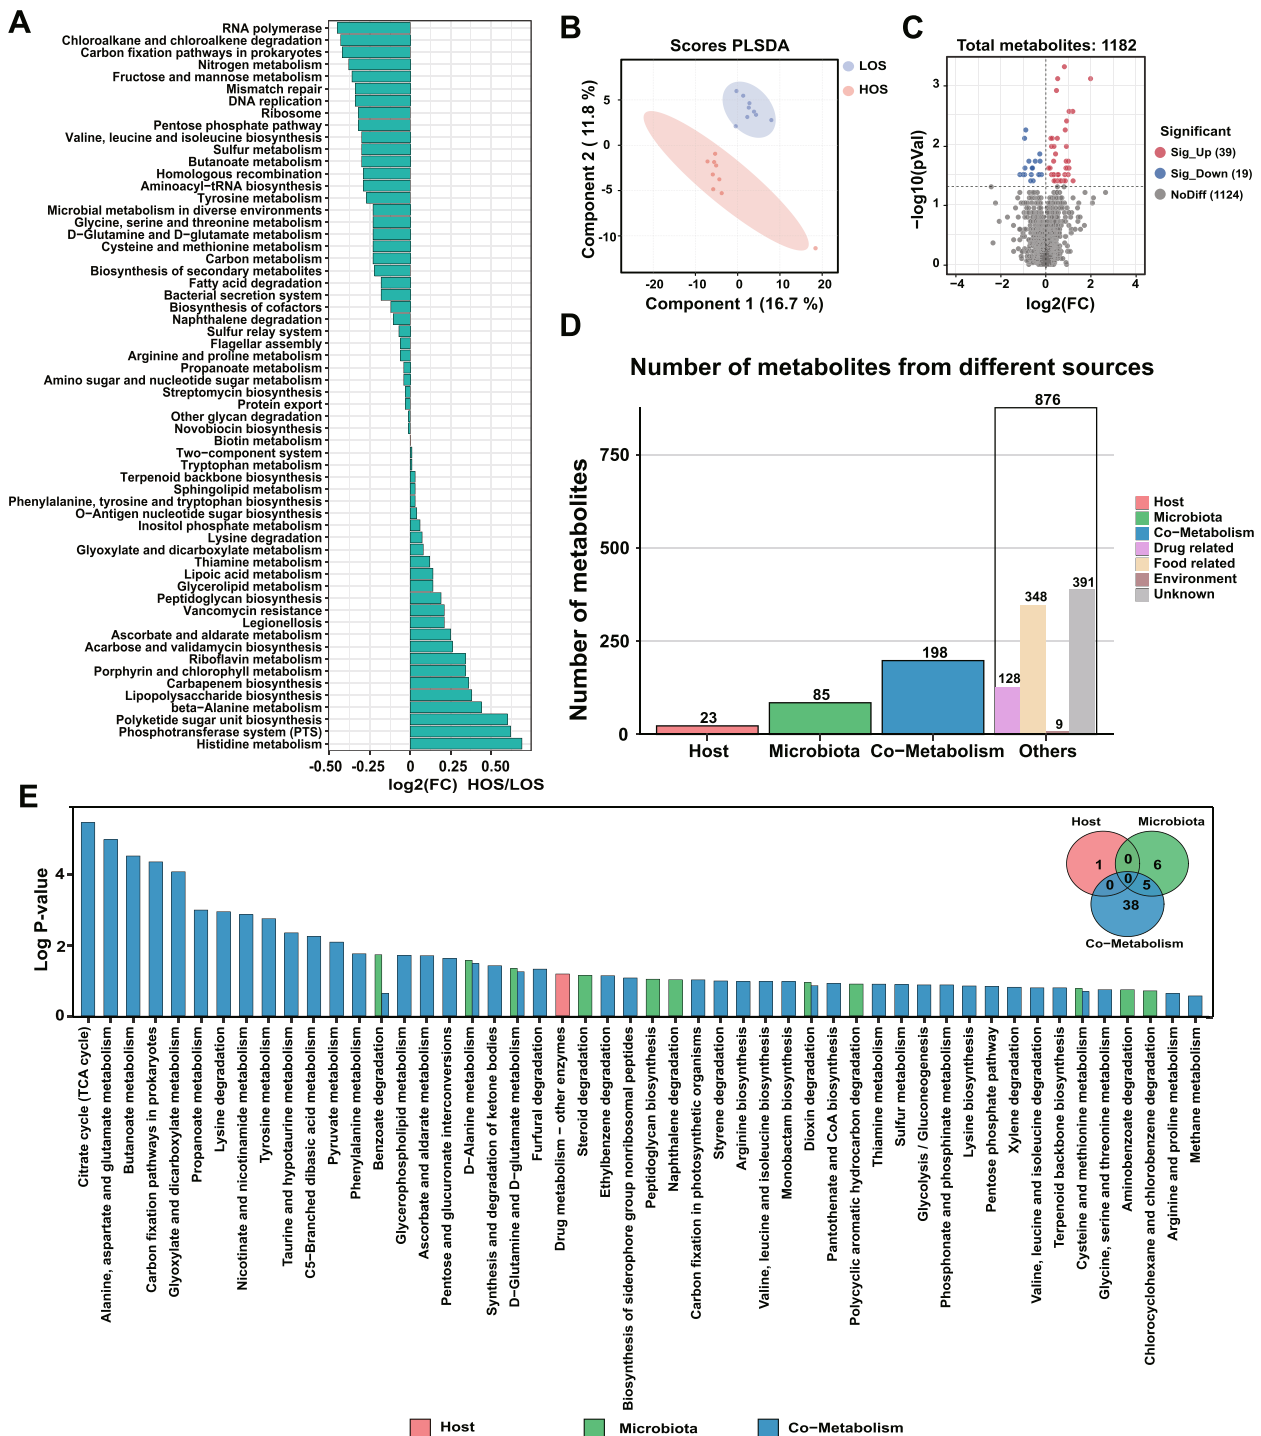 A
RNA polymerase
Chloroalkane and chloroalkene degradation
Carbon fixation pathways in prokaryotes
Nitrogen metabolism
Fructose and mannose metabolism
Mismatch repair
DNA replication
Ribosome
Pentose phosphate pathway
Valine, leucine and isoleucine biosynthesis
Sulfur metabolism
Butanoate metabolism
Homologous recombination
Aminoacyl−tRNA biosynthesis
Tyrosine metabolism
Microbial metabolism in diverse environments
Glycine, serine and threonine metabolism
D−Glutamine and D−glutamate metabolism
Cysteine and methionine metabolism
Carbon metabolism
Biosynthesis of secondary metabolites
Fatty acid degradation
Bacterial secretion system
Biosynthesis of cofactors
Naphthalene degradation
Sulfur relay system
Flagellar assembly
Arginine and proline metabolism
Propanoate metabolism
Amino sugar and nucleotide sugar metabolism
Streptomycin biosynthesis
Protein export
Other glycan degradation
Novobiocin biosynthesis
Biotin metabolism
Two−component system
Tryptophan metabolism
Terpenoid backbone biosynthesis
Sphingolipid metabolism
Phenylalanine, tyrosine and tryptophan biosynthesis
O−Antigen nucleotide sugar biosynthesis
Inositol phosphate metabolism
Lysine degradation
Glyoxylate and dicarboxylate metabolism
Thiamine metabolism
Lipoic acid metabolism
Glycerolipid metabolism
Peptidoglycan biosynthesis
Vancomycin resistance
Legionellosis
Ascorbate and aldarate metabolism
Acarbose and validamycin biosynthesis
Riboflavin metabolism
Porphyrin and chlorophyll metabolism
Carbapenem biosynthesis
Lipopolysaccharide biosynthesis
beta−Alanine metabolism
Polyketide sugar unit biosynthesis
Phosphotransferase system (PTS)
Histidine metabolism
-0.50 -0.25 0 0.25 0.50
log2(FC) HOS/LOS
B
Scores PLSDA
LOS
HOS
5
0
-5
-10
Component 2 ( 11.8 %)
-20 -10 0 10 20
Component 1 (16.7 %)
C
Total metabolites: 1182
3
2
1
0
−log10(pVal)
−4 −2 0 2 4
log2(FC)
Significant
Sig_Up (39)
Sig_Down (19)
NoDiff (1124)
D
Number of metabolites from different sources
Number of metabolites
750
500
250
0
23
85
198
876
128
348
9
391
Host Microbiota Co−Metabolism Others
Host
Microbiota
Co−Metabolism
Drug related
Food related
Environment
Unknown
E
Log P-value
4
2
0
Host Microbiota
1 0 6
0 0 5
38
Co−Metabolism
Citrate cycle (TCA cycle)
Alanine, aspartate and glutamate metabolism
Butanoate metabolism
Carbon fixation pathways in prokaryotes
Glyoxylate and dicarboxylate metabolism
Propanoate metabolism
Lysine degradation
Nicotinate and nicotinamide metabolism
Tyrosine metabolism
Taurine and hypotaurine metabolism
C5−Branched dibasic acid metabolism
Pyruvate metabolism
Phenylalanine metabolism
Benzoate degradation
Glycerophospholipid metabolism
Ascorbate and aldarate metabolism
Pentose and glucuronate interconversions
D−Alanine metabolism
Synthesis and degradation of ketone bodies
D−Glutamine and D−glutamate metabolism
Furfural degradation
Drug metabolism − other enzymes
Steroid degradation
Ethylbenzene degradation
Biosynthesis of siderophore group nonribosomal peptides
Peptidoglycan biosynthesis
Naphthalene degradation
Carbon fixation in photosynthetic organisms
Styrene degradation
Arginine biosynthesis
Valine, leucine and isoleucine biosynthesis
Monobactam biosynthesis
Dioxin degradation
Pantothenate and CoA biosynthesis
Polycyclic aromatic hydrocarbon degradation
Thiamine metabolism
Sulfur metabolism
Glycolysis / Gluconeogenesis
Phosphonate and phosphinate metabolism
Lysine biosynthesis
Pentose phosphate pathway
Xylene degradation
Valine, leucine and isoleucine degradation
Terpenoid backbone biosynthesis
Cysteine and methionine metabolism
Glycine, serine and threonine metabolism
Aminobenzoate degradation
Chlorocyclohexane and chlorobenzene degradation
Arginine and proline metabolism
Methane metabolism
Host Microbiota Co−Metabolism